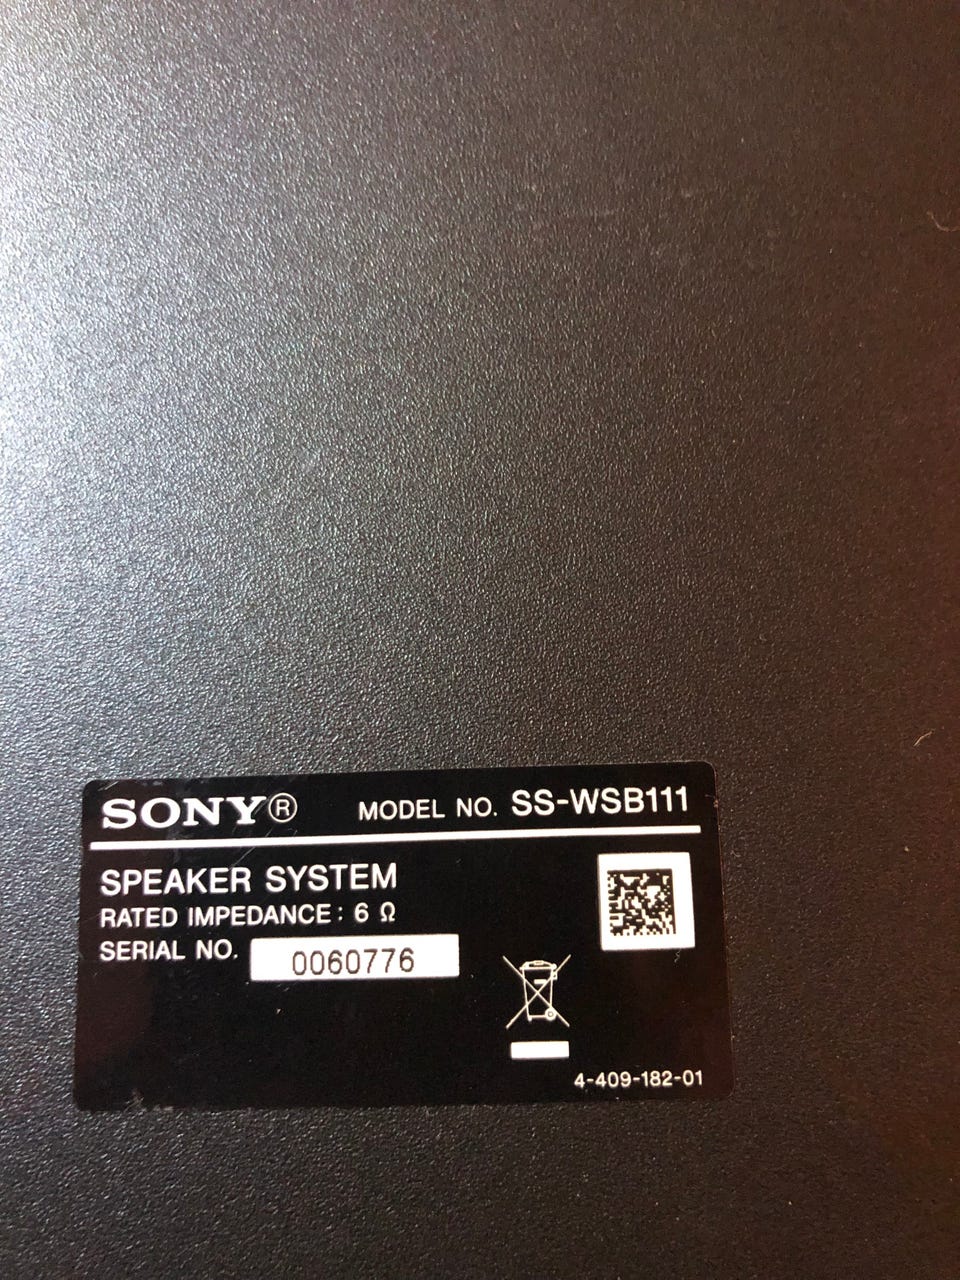 SONY® MODEL NO. SS-WSB111
SPEAKER SYSTEM
RATED IMPEDANCE: 6 Ω
SERIAL NO. 0060776
4-409-182-01